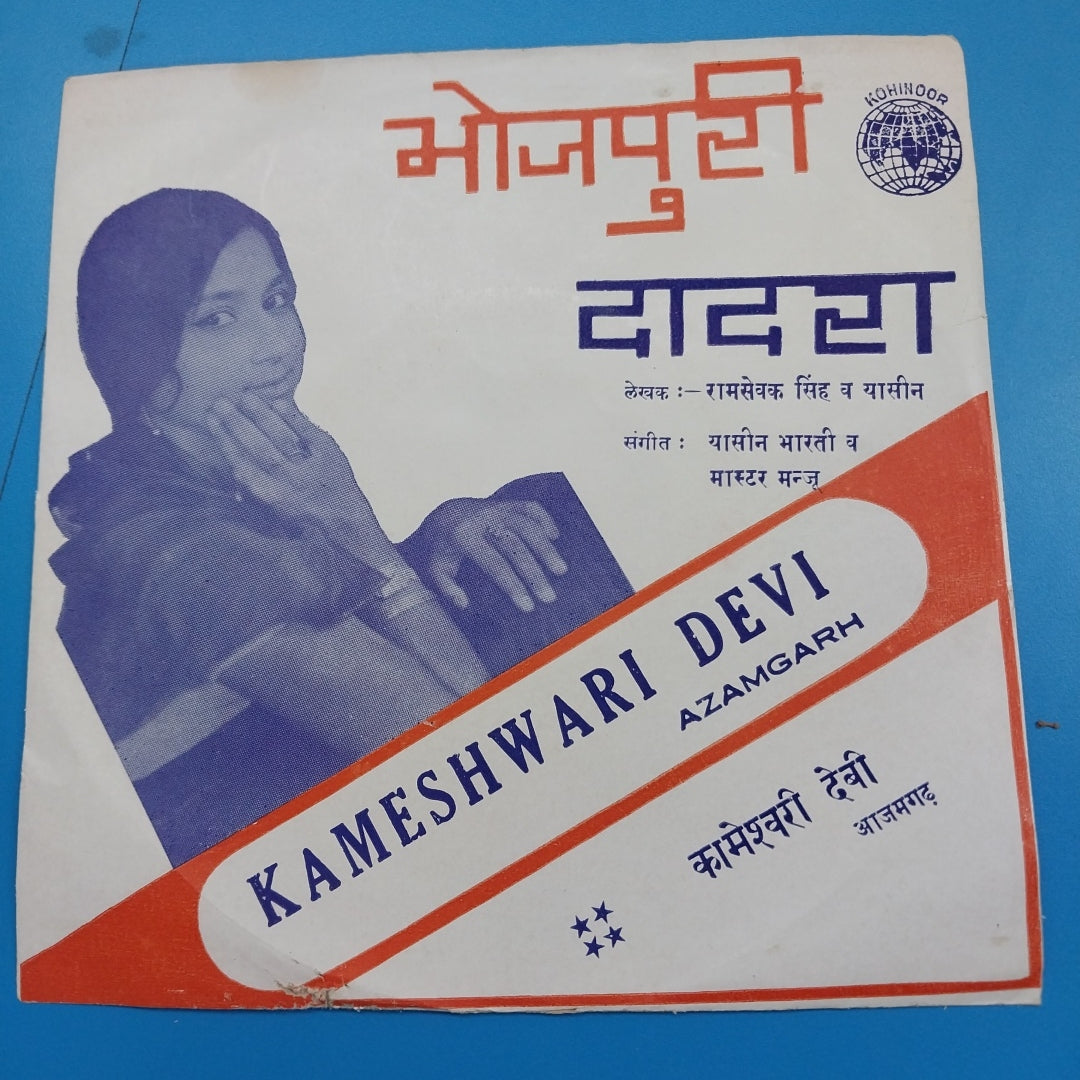 भोजपुरी
KOHINOOR
दादरा
लेखक :– रामसेवक सिंह व यासीन
संगीत : यासीन भारती व
मास्टर मन्जू
KAMESHWARI DEVI
AZAMGARH
कामेश्वरी देबी
आजमगढ़